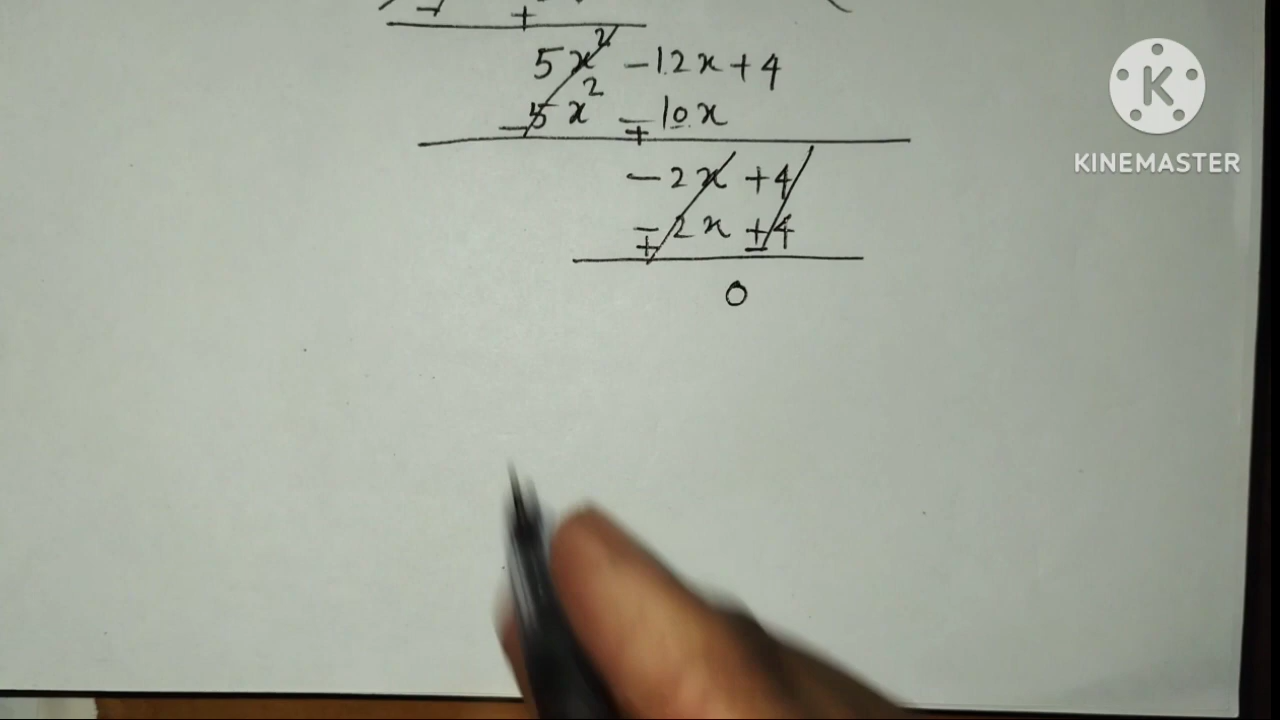 − +
5x² −12x+4
−5x² ∓10x
K
KINEMASTER
−2x +4
∓2x ±4
0